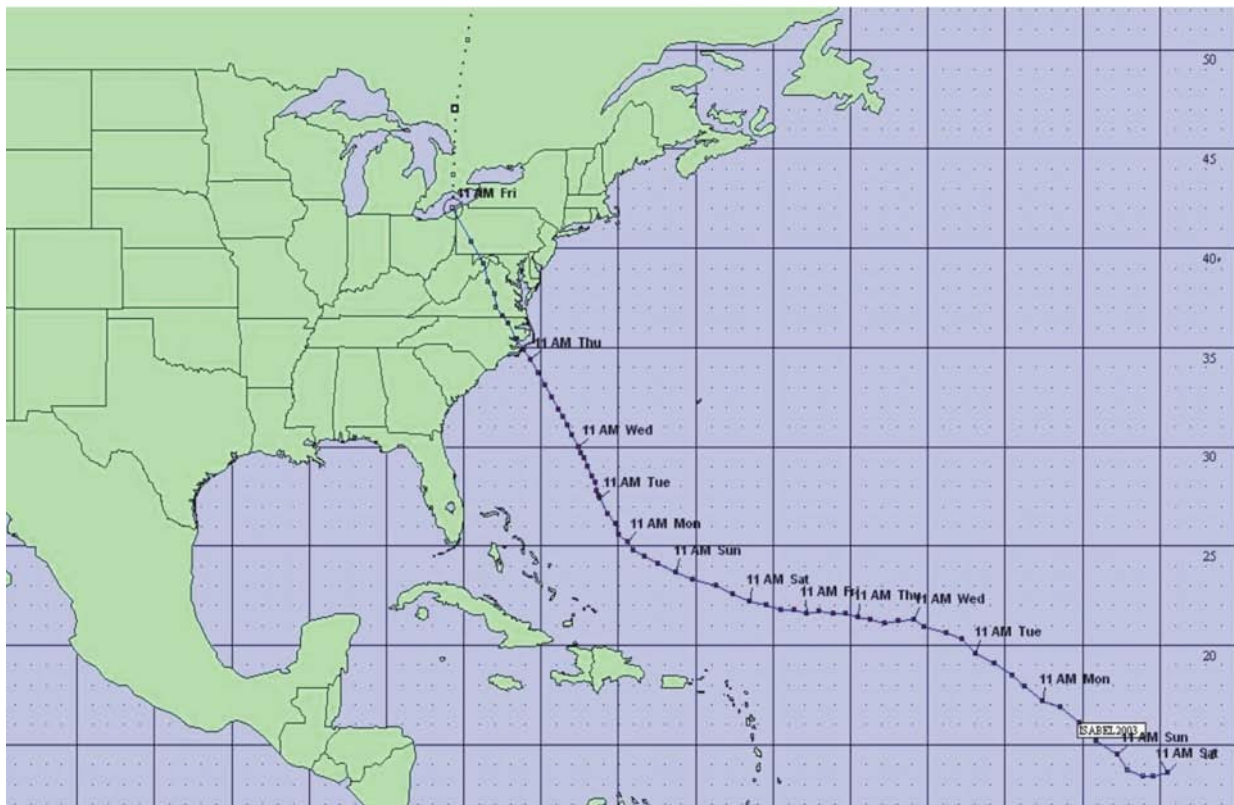 50
45
11 AM Fri
40
35
11 AM Thu
11 AM Wed
30
11 AM Tue
11 AM Mon
25
11 AM Sun
11 AM Sat
11 AM Fri
11 AM Thu
11 AM Wed
11 AM Tue
20
11 AM Mon
ISABEL2003
11 AM Sun
11 AM Sat